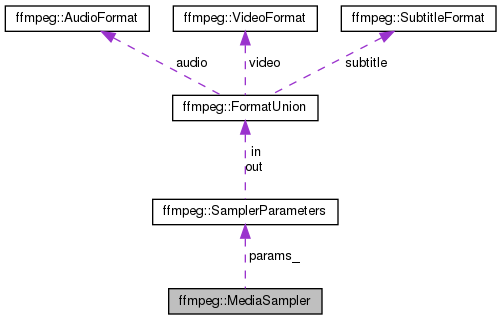 ffmpeg::AudioFormat
ffmpeg::VideoFormat
ffmpeg::SubtitleFormat
audio
video
subtitle
ffmpeg::FormatUnion
in
out
ffmpeg::SamplerParameters
params_
ffmpeg::MediaSampler